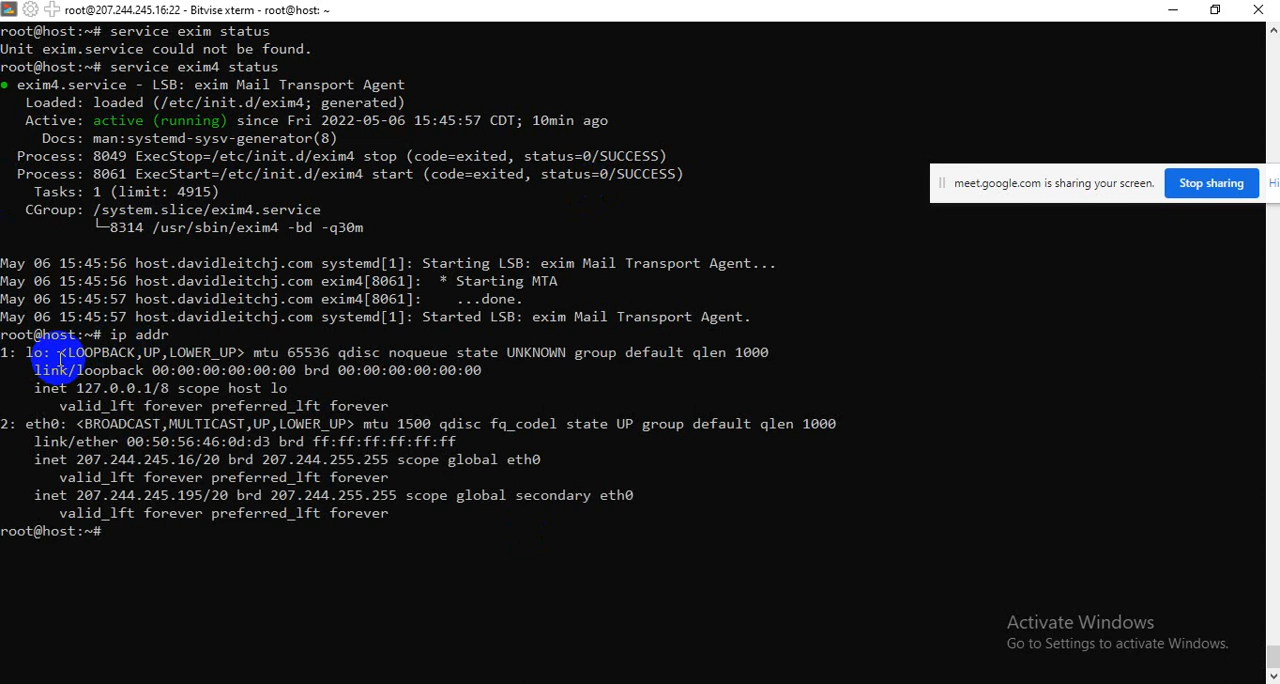 root@207.244.245.16:22 - Bitvise xterm - root@host: ~
root@host:~# service exim status
Unit exim.service could not be found.
root@host:~# service exim4 status
● exim4.service - LSB: exim Mail Transport Agent
Loaded: loaded (/etc/init.d/exim4; generated)
Active: active (running) since Fri 2022-05-06 15:45:57 CDT; 10min ago
Docs: man:systemd-sysv-generator(8)
Process: 8049 ExecStop=/etc/init.d/exim4 stop (code=exited, status=0/SUCCESS)
Process: 8061 ExecStart=/etc/init.d/exim4 start (code=exited, status=0/SUCCESS)
Tasks: 1 (limit: 4915)
CGroup: /system.slice/exim4.service
└─8314 /usr/sbin/exim4 -bd -q30m
May 06 15:45:56 host.davidleitchj.com systemd[1]: Starting LSB: exim Mail Transport Agent...
May 06 15:45:56 host.davidleitchj.com exim4[8061]:  * Starting MTA
May 06 15:45:57 host.davidleitchj.com exim4[8061]:    ...done.
May 06 15:45:57 host.davidleitchj.com systemd[1]: Started LSB: exim Mail Transport Agent.
root@host:~# ip addr
1: lo: <LOOPBACK,UP,LOWER_UP> mtu 65536 qdisc noqueue state UNKNOWN group default qlen 1000
link/loopback 00:00:00:00:00:00 brd 00:00:00:00:00:00
inet 127.0.0.1/8 scope host lo
valid_lft forever preferred_lft forever
2: eth0: <BROADCAST,MULTICAST,UP,LOWER_UP> mtu 1500 qdisc fq_codel state UP group default qlen 1000
link/ether 00:50:56:46:0d:d3 brd ff:ff:ff:ff:ff:ff
inet 207.244.245.16/20 brd 207.244.255.255 scope global eth0
valid_lft forever preferred_lft forever
inet 207.244.245.195/20 brd 207.244.255.255 scope global secondary eth0
valid_lft forever preferred_lft forever
root@host:~#
meet.google.com is sharing your screen.
Stop sharing
Hi
Activate Windows
Go to Settings to activate Windows.